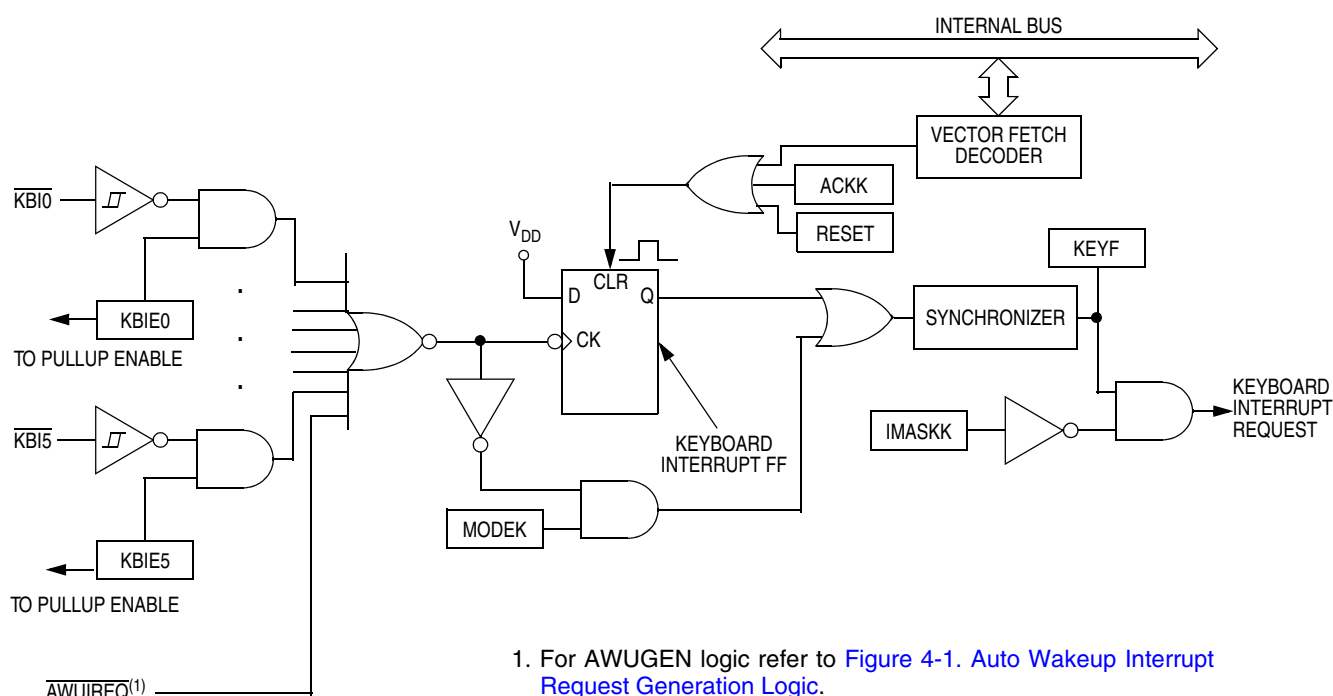 INTERNAL BUS
VECTOR FETCH
DECODER
ACKK
RESET
KBI0
VDD
KEYF
CLR
D
Q
CK
KBIE0
TO PULLUP ENABLE
SYNCHRONIZER
KBI5
KEYBOARD
INTERRUPT FF
IMASKK
KEYBOARD
INTERRUPT
REQUEST
MODEK
KBIE5
TO PULLUP ENABLE
AWUIREQ(1)
1. For AWUGEN logic refer to Figure 4-1. Auto Wakeup Interrupt
Request Generation Logic.